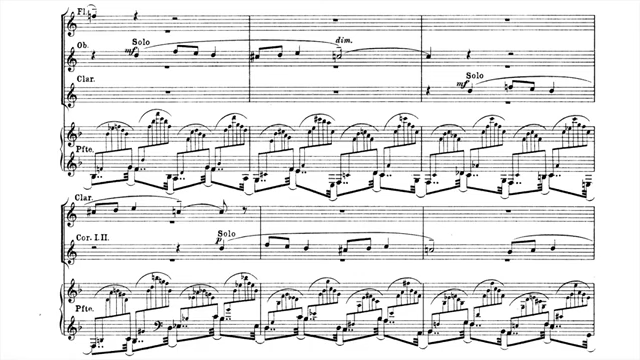 Fl.
Ob. Solo dim.
mf
Clar. mf Solo
Pfte.
Clar.
Cor. I II. Solo
p
Pfte.